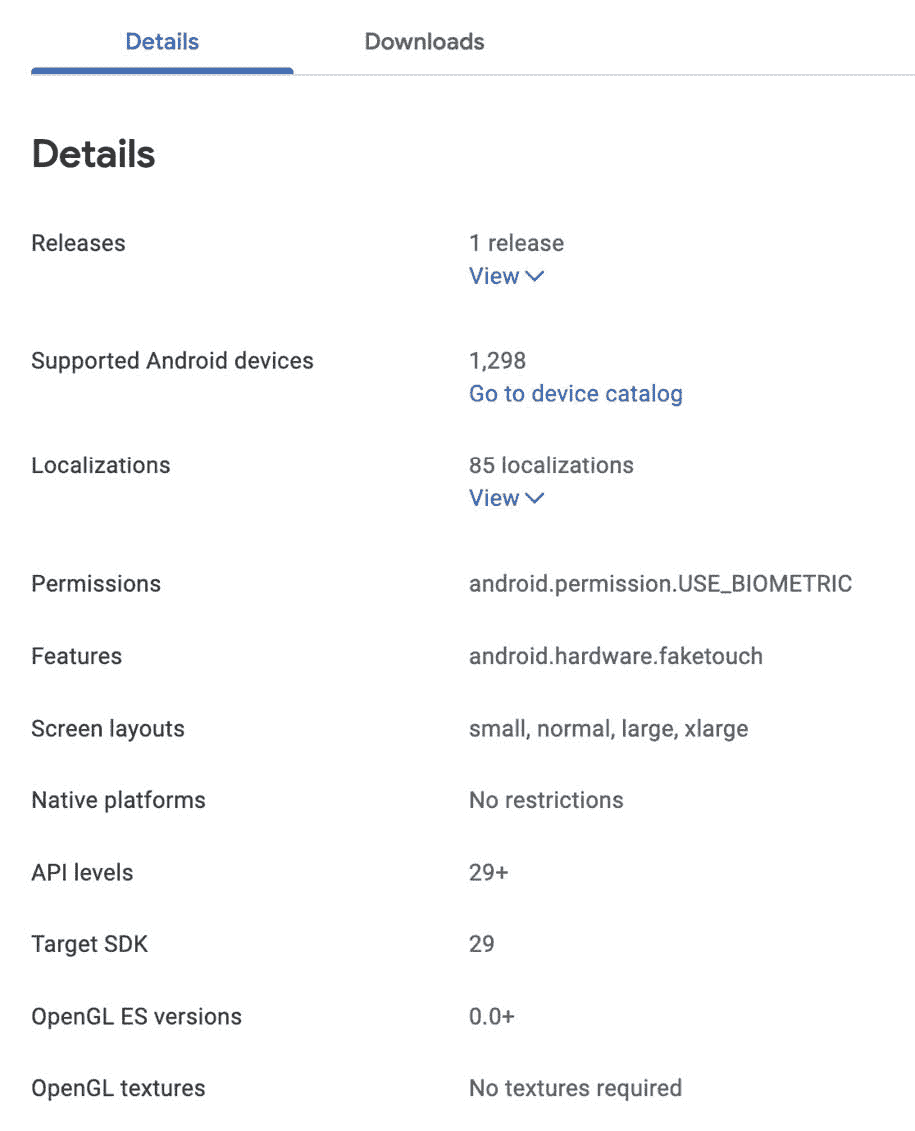 Details Downloads
Details
Releases 1 release
View
Supported Android devices 1,298
Go to device catalog
Localizations 85 localizations
View
Permissions android.permission.USE_BIOMETRIC
Features android.hardware.faketouch
Screen layouts small, normal, large, xlarge
Native platforms No restrictions
API levels 29+
Target SDK 29
OpenGL ES versions 0.0+
OpenGL textures No textures required